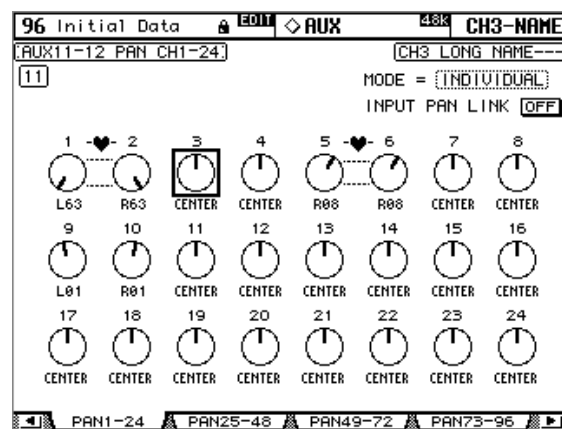 96 Initial Data EDIT AUX 48K CH3-NAME
AUX11-12 PAN CH1-24 CH3 LONG NAME---
11 MODE = INDIVIDUAL
INPUT PAN LINK OFF
1 2 3 4 5 6 7 8
L63 R63 CENTER CENTER R08 R08 CENTER CENTER
9 10 11 12 13 14 15 16
L01 R01 CENTER CENTER CENTER CENTER CENTER CENTER
17 18 19 20 21 22 23 24
CENTER CENTER CENTER CENTER CENTER CENTER CENTER CENTER
PAN1-24 PAN25-48 PAN49-72 PAN73-96